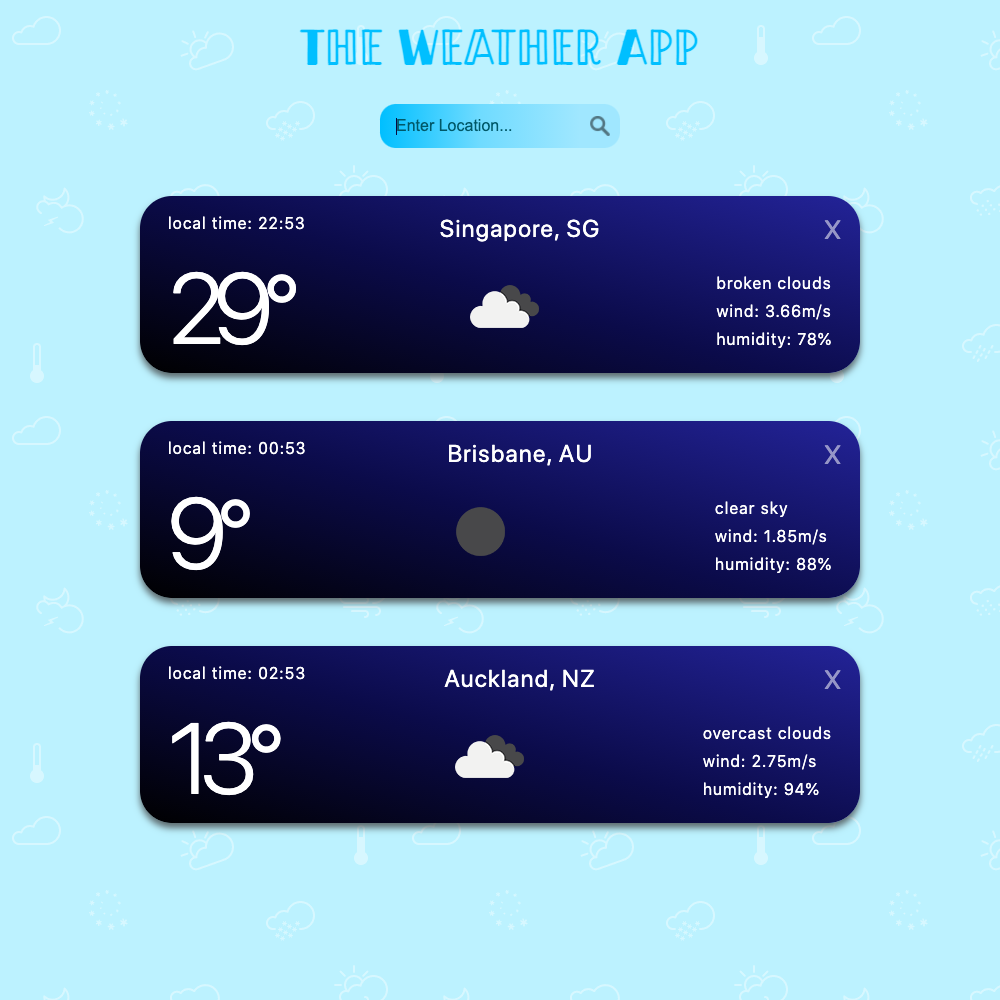 The Weather App
Enter Location...
local time: 22:53
Singapore, SG
X
29°
broken clouds
wind: 3.66m/s
humidity: 78%
local time: 00:53
Brisbane, AU
X
9°
clear sky
wind: 1.85m/s
humidity: 88%
local time: 02:53
Auckland, NZ
X
13°
overcast clouds
wind: 2.75m/s
humidity: 94%